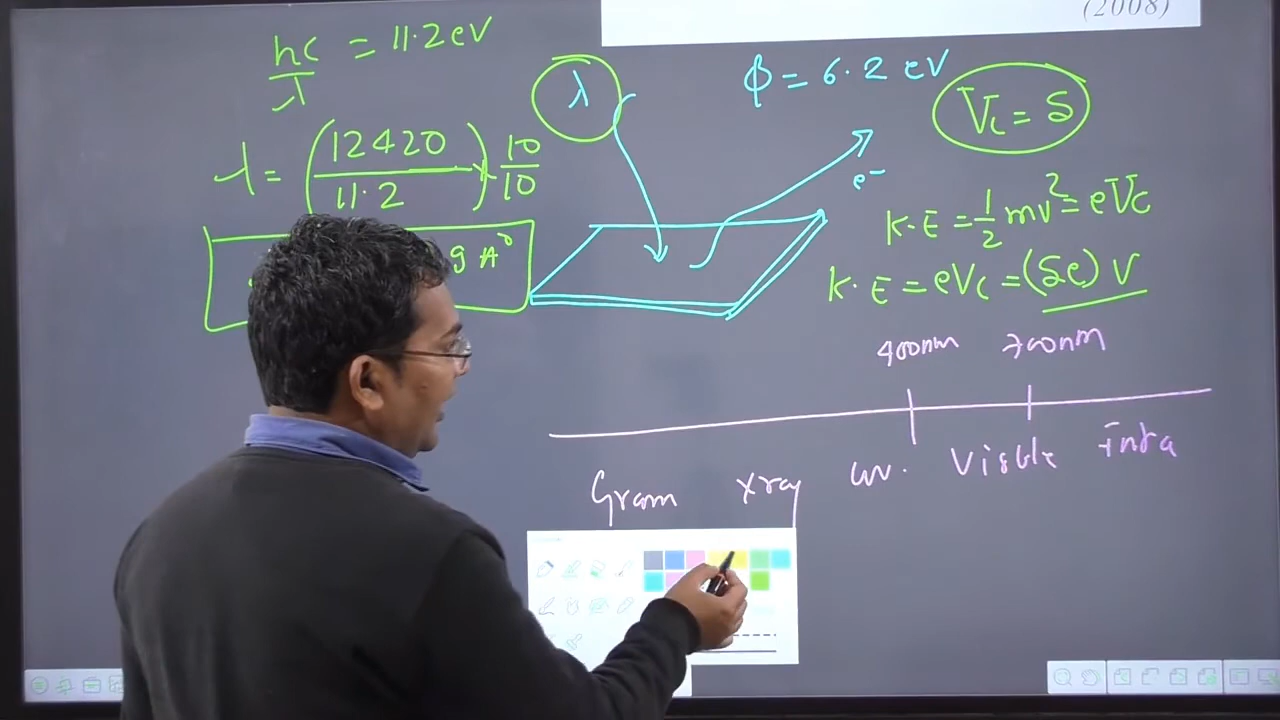 (2008)
hc/λ = 11.2 eV
λ
φ = 6.2 eV
Vc = 5
λ = (12420/11.2) × 10/10
e-
K.E = 1/2 mv² = eVc
A°
K.E = eVc = (5e) V
400nm 700nm
Gram Xray uv. Visble infra